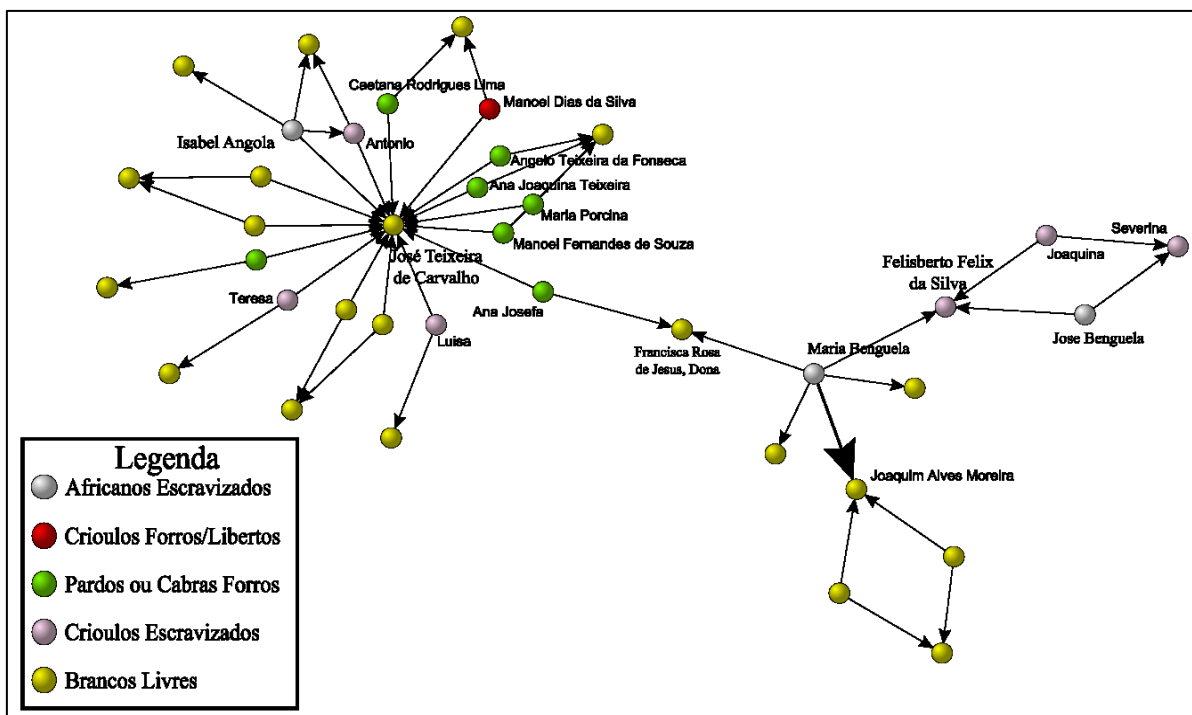 Caetana Rodrigues Lima
Manoel Dias da Silva
Isabel Angola
Antonio
Angelo Teixeira da Fonseca
Ana Joaquina Teixeira
Maria Porcina
Manoel Fernandes de Souza
José Teixeira
de Carvalho
Teresa
Ana Josefa
Luisa
Francisca Rosa
de Jesus, Dona
Maria Benguela
Felisberto Felix
da Silva
Joaquina
Severina
Jose Benguela
Joaquim Alves Moreira
Legenda
Africanos Escravizados
Crioulos Forros/Libertos
Pardos ou Cabras Forros
Crioulos Escravizados
Brancos Livres